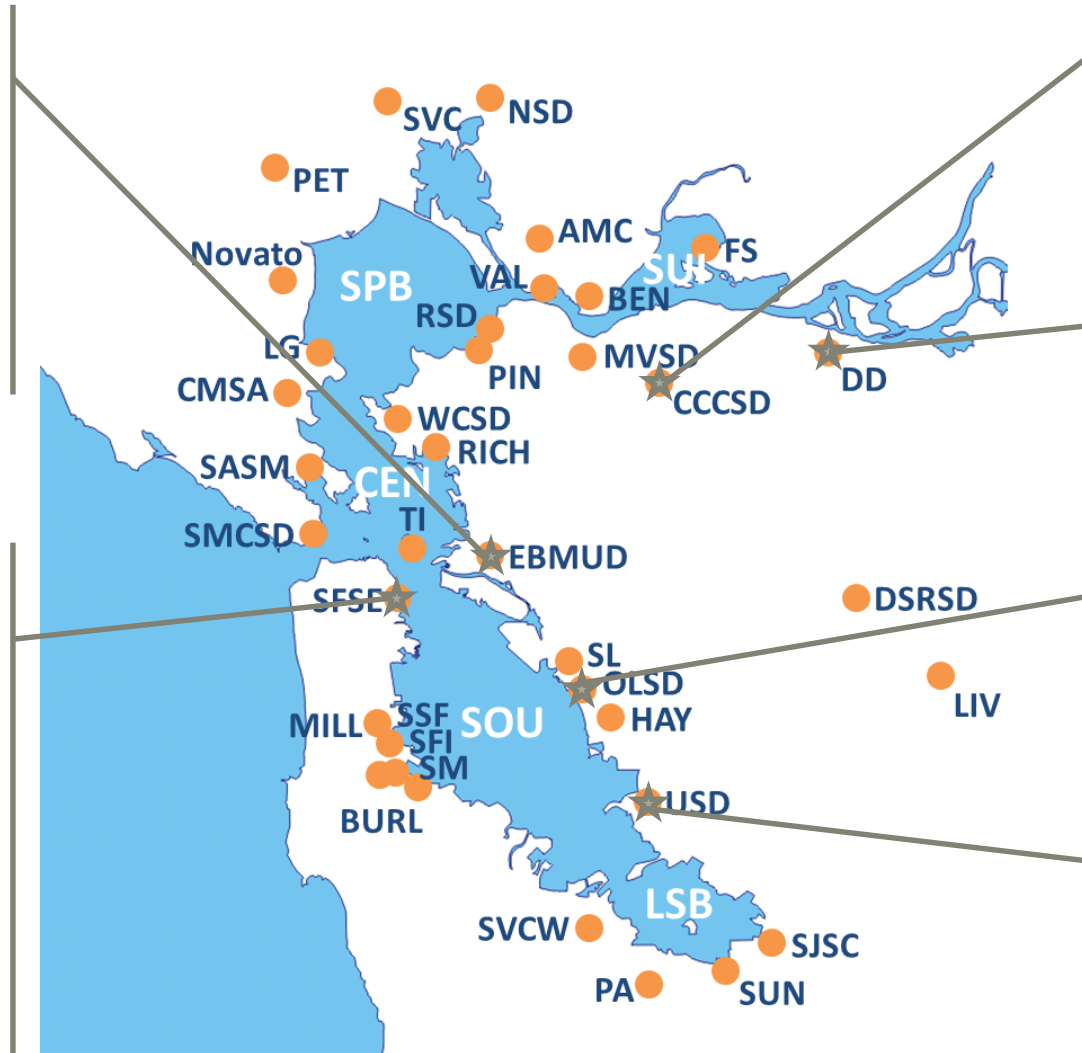 SVC
NSD
PET
AMC
Novato
FS
SUI
VAL
SPB
BEN
RSD
LG
MVSD
PIN
DD
CMSA
CCCSD
WCSD
RICH
SASM
CEN
TI
SMCSD
EBMUD
SFSE
DSRSD
SL
OLSD
LIV
SSF
MILL
SOU
HAY
SFI
SM
USD
BURL
LSB
SVCW
SJSC
PA
SUN